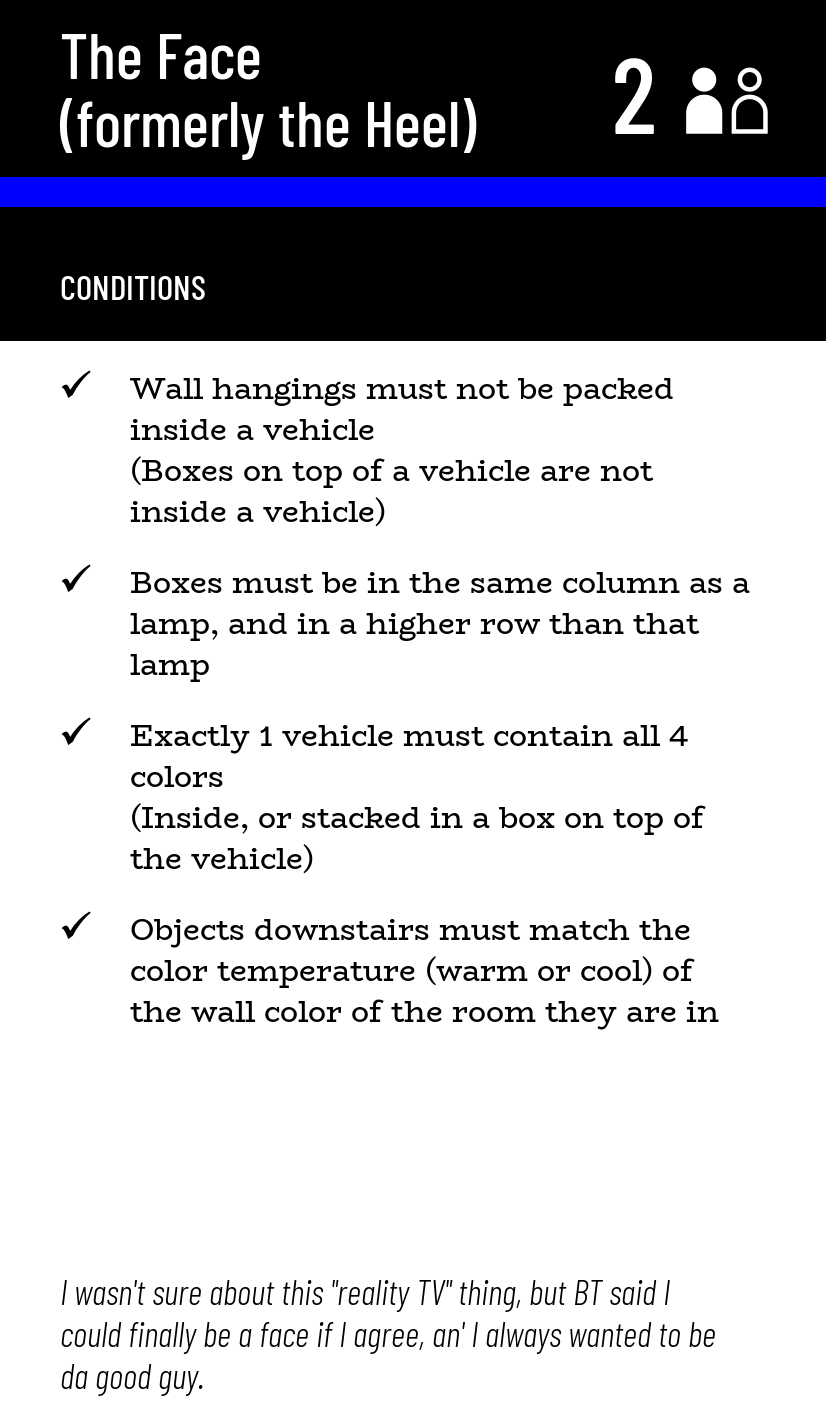 The Face
(formerly the Heel)
2
CONDITIONS
✓ Wall hangings must not be packed
inside a vehicle
(Boxes on top of a vehicle are not
inside a vehicle)
✓ Boxes must be in the same column as a
lamp, and in a higher row than that
lamp
✓ Exactly 1 vehicle must contain all 4
colors
(Inside, or stacked in a box on top of
the vehicle)
✓ Objects downstairs must match the
color temperature (warm or cool) of
the wall color of the room they are in
I wasn't sure about this "reality TV" thing, but BT said I
could finally be a face if I agree, an' I always wanted to be
da good guy.